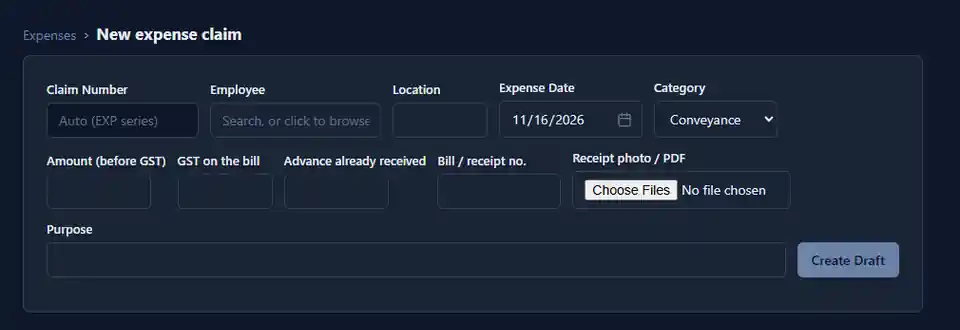 Expenses › New expense claim
Claim Number Employee Location Expense Date Category
Auto (EXP series) Search, or click to browse 11/16/2026 Conveyance
Amount (before GST) GST on the bill Advance already received Bill / receipt no. Receipt photo / PDF
Choose Files No file chosen
Purpose
Create Draft